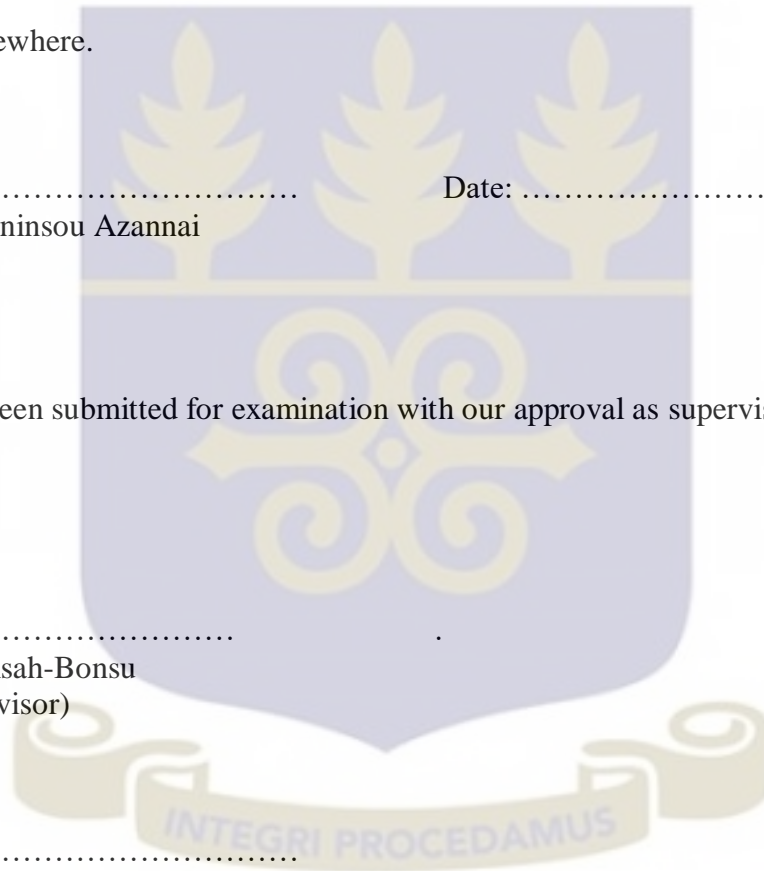 ewhere.
………………………… Date: ……………………
ninsou Azannai
een submitted for examination with our approval as supervis
…………………… .
sah-Bonsu
visor)
INTEGRI PROCEDAMUS
…………………………